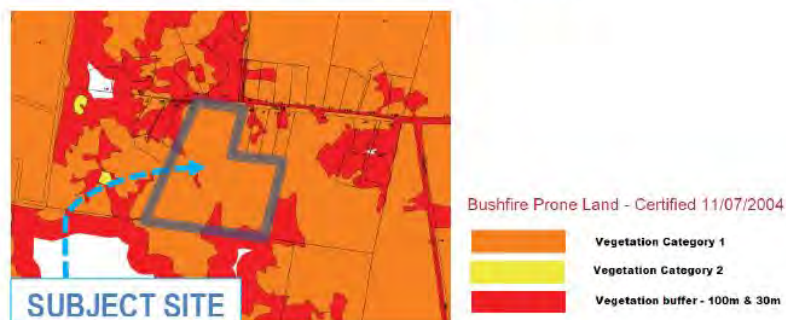 SUBJECT SITE
Bushfire Prone Land - Certified 11/07/2004
Vegetation Category 1
Vegetation Category 2
Vegetation buffer - 100m & 30m